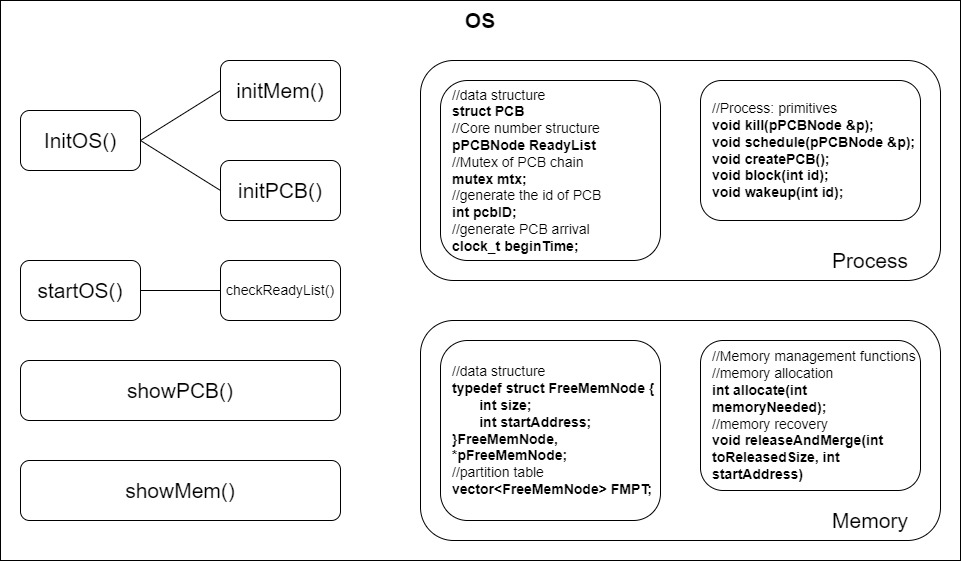 OS
InitOS()
initMem()
initPCB()
startOS()
checkReadyList()
showPCB()
showMem()
//data structure
struct PCB
//Core number structure
pPCBNode ReadyList
//Mutex of PCB chain
mutex mtx;
//generate the id of PCB
int pcbID;
//generate PCB arrival
clock_t beginTime;
//Process: primitives
void kill(pPCBNode &p);
void schedule(pPCBNode &p);
void createPCB();
void block(int id);
void wakeup(int id);
Process
//data structure
typedef struct FreeMemNode {
int size;
int startAddress;
}FreeMemNode,
*pFreeMemNode;
//partition table
vector<FreeMemNode> FMPT;
//Memory management functions
//memory allocation
int allocate(int
memoryNeeded);
//memory recovery
void releaseAndMerge(int
toReleasedSize, int
startAddress)
Memory